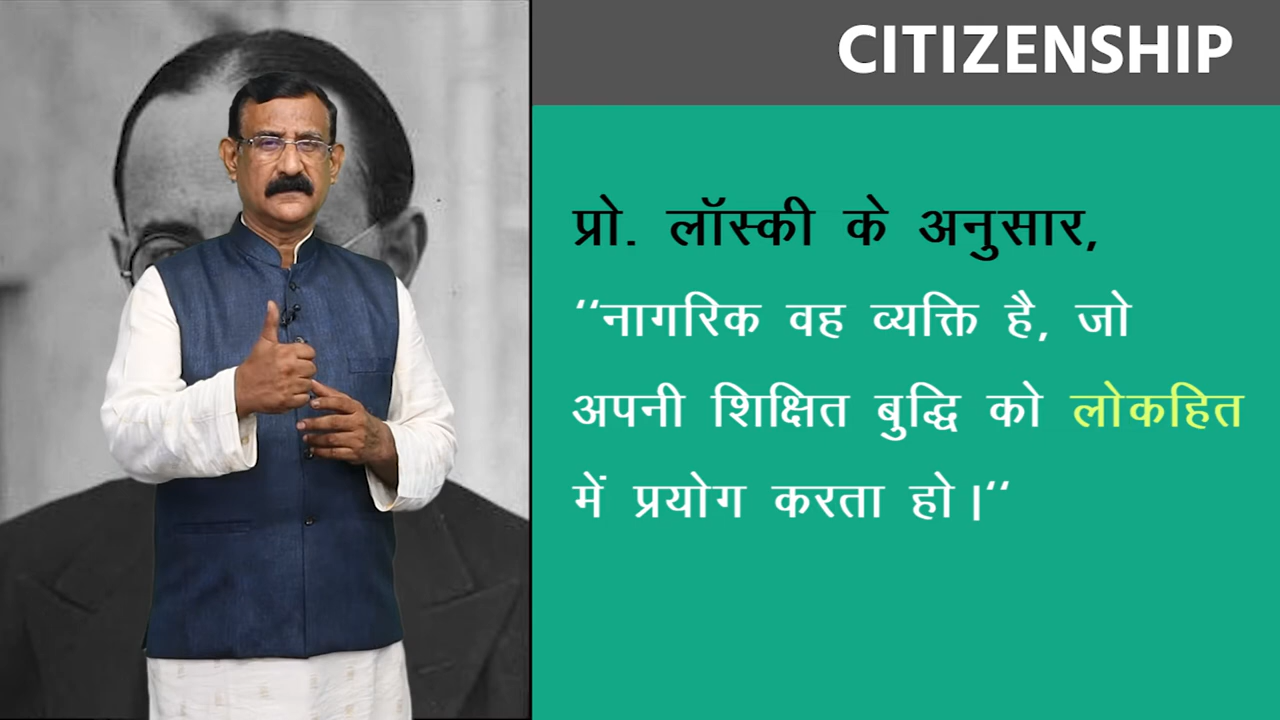 CITIZENSHIP
प्रो. लॉस्की के अनुसार,
‘‘नागरिक वह व्यक्ति है, जो
अपनी शिक्षित बुद्धि को लोकहित
में प्रयोग करता हो।‘‘